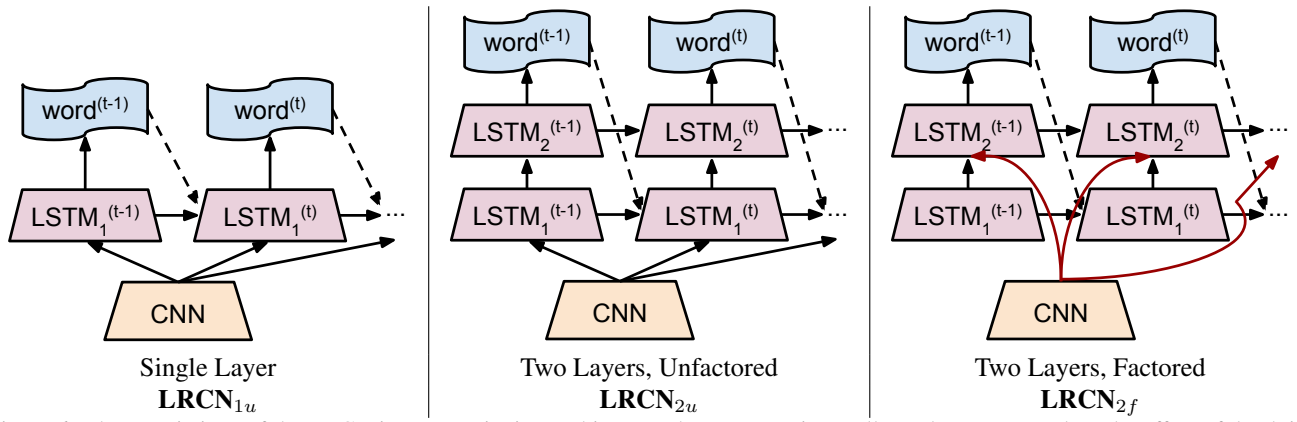 word^(t-1) word^(t)
LSTM₁^(t-1) LSTM₁^(t) ...
CNN
Single Layer
LRCN₁ᵤ
word^(t-1) word^(t)
LSTM₂^(t-1) LSTM₂^(t) ...
LSTM₁^(t-1) LSTM₁^(t) ...
CNN
Two Layers, Unfactored
LRCN₂ᵤ
word^(t-1) word^(t)
LSTM₂^(t-1) LSTM₂^(t) ...
LSTM₁^(t-1) LSTM₁^(t) ...
CNN
Two Layers, Factored
LRCN_2f